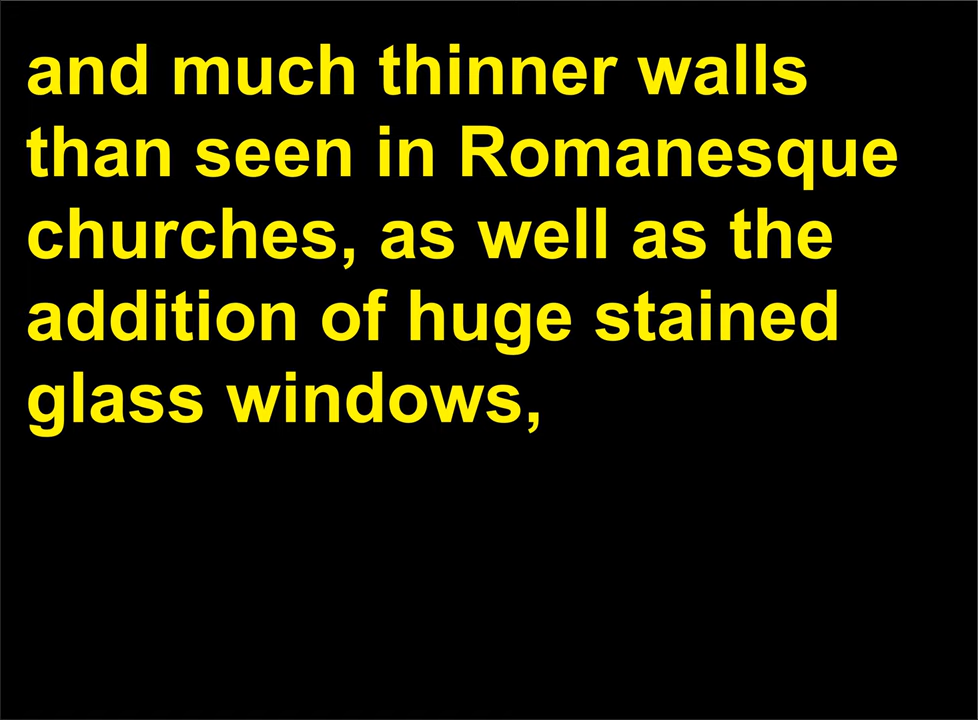 and much thinner walls
than seen in Romanesque
churches, as well as the
addition of huge stained
glass windows,